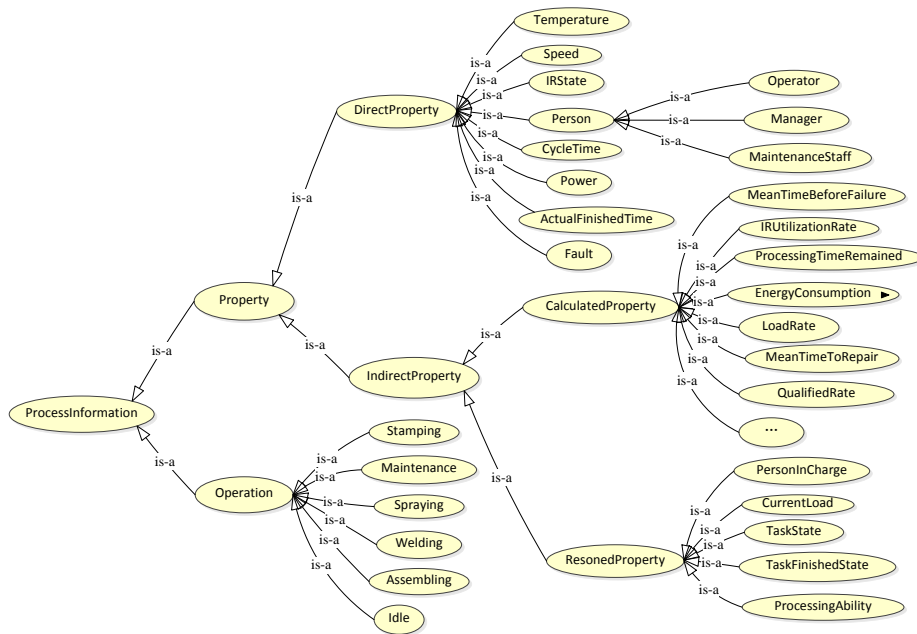 Temperature
is-a
Speed
is-a
IRState
is-a
is-a
Person
is-a
CycleTime
is-a
Power
is-a
ActualFinishedTime
is-a
Fault
DirectProperty
Operator
is-a
is-a
Manager
is-a
MaintenanceStaff
is-a
MeanTimeBeforeFailure
is-a
IRUtilizationRate
is-a
ProcessingTimeRemained
is-a
is-a
EnergyConsumption
is-a
LoadRate
is-a
MeanTimeToRepair
is-a
QualifiedRate
is-a
...
CalculatedProperty
Property
is-a
is-a
is-a
IndirectProperty
ProcessInformation
is-a
Operation
Stamping
is-a
Maintenance
is-a
is-a
Spraying
is-a
Welding
is-a
Assembling
is-a
Idle
is-a
PersonInCharge
is-a
CurrentLoad
is-a
TaskState
is-a
is-a
TaskFinishedState
is-a
ProcessingAbility
ResonedProperty